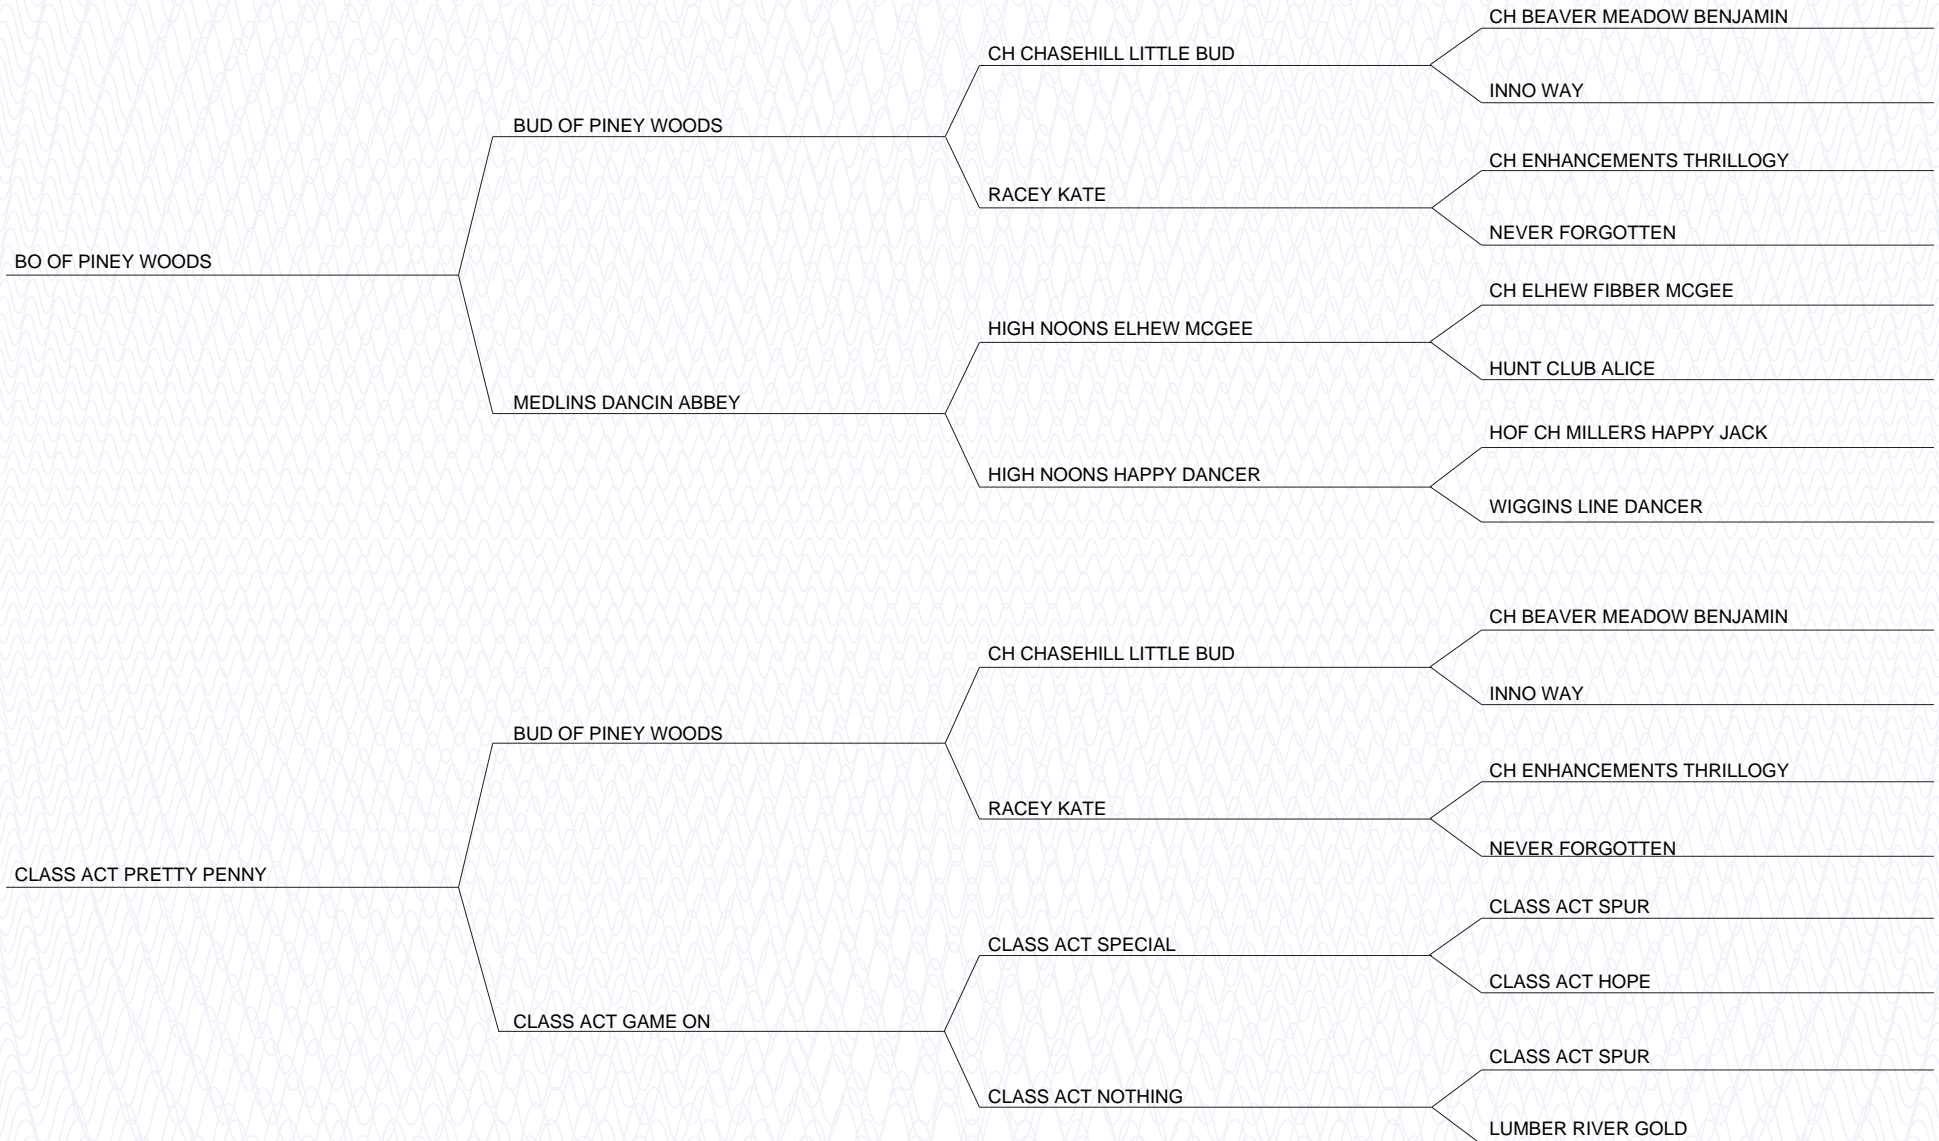 CH BEAVER MEADOW BENJAMIN
CH CHASEHILL LITTLE BUD
INNO WAY
BUD OF PINEY WOODS
CH ENHANCEMENTS THRILLOGY
RACEY KATE
NEVER FORGOTTEN
BO OF PINEY WOODS
CH ELHEW FIBBER MCGEE
HIGH NOONS ELHEW MCGEE
HUNT CLUB ALICE
MEDLINS DANCIN ABBEY
HOF CH MILLERS HAPPY JACK
HIGH NOONS HAPPY DANCER
WIGGINS LINE DANCER
CH BEAVER MEADOW BENJAMIN
CH CHASEHILL LITTLE BUD
INNO WAY
BUD OF PINEY WOODS
CH ENHANCEMENTS THRILLOGY
RACEY KATE
NEVER FORGOTTEN
CLASS ACT PRETTY PENNY
CLASS ACT SPUR
CLASS ACT SPECIAL
CLASS ACT HOPE
CLASS ACT GAME ON
CLASS ACT SPUR
CLASS ACT NOTHING
LUMBER RIVER GOLD